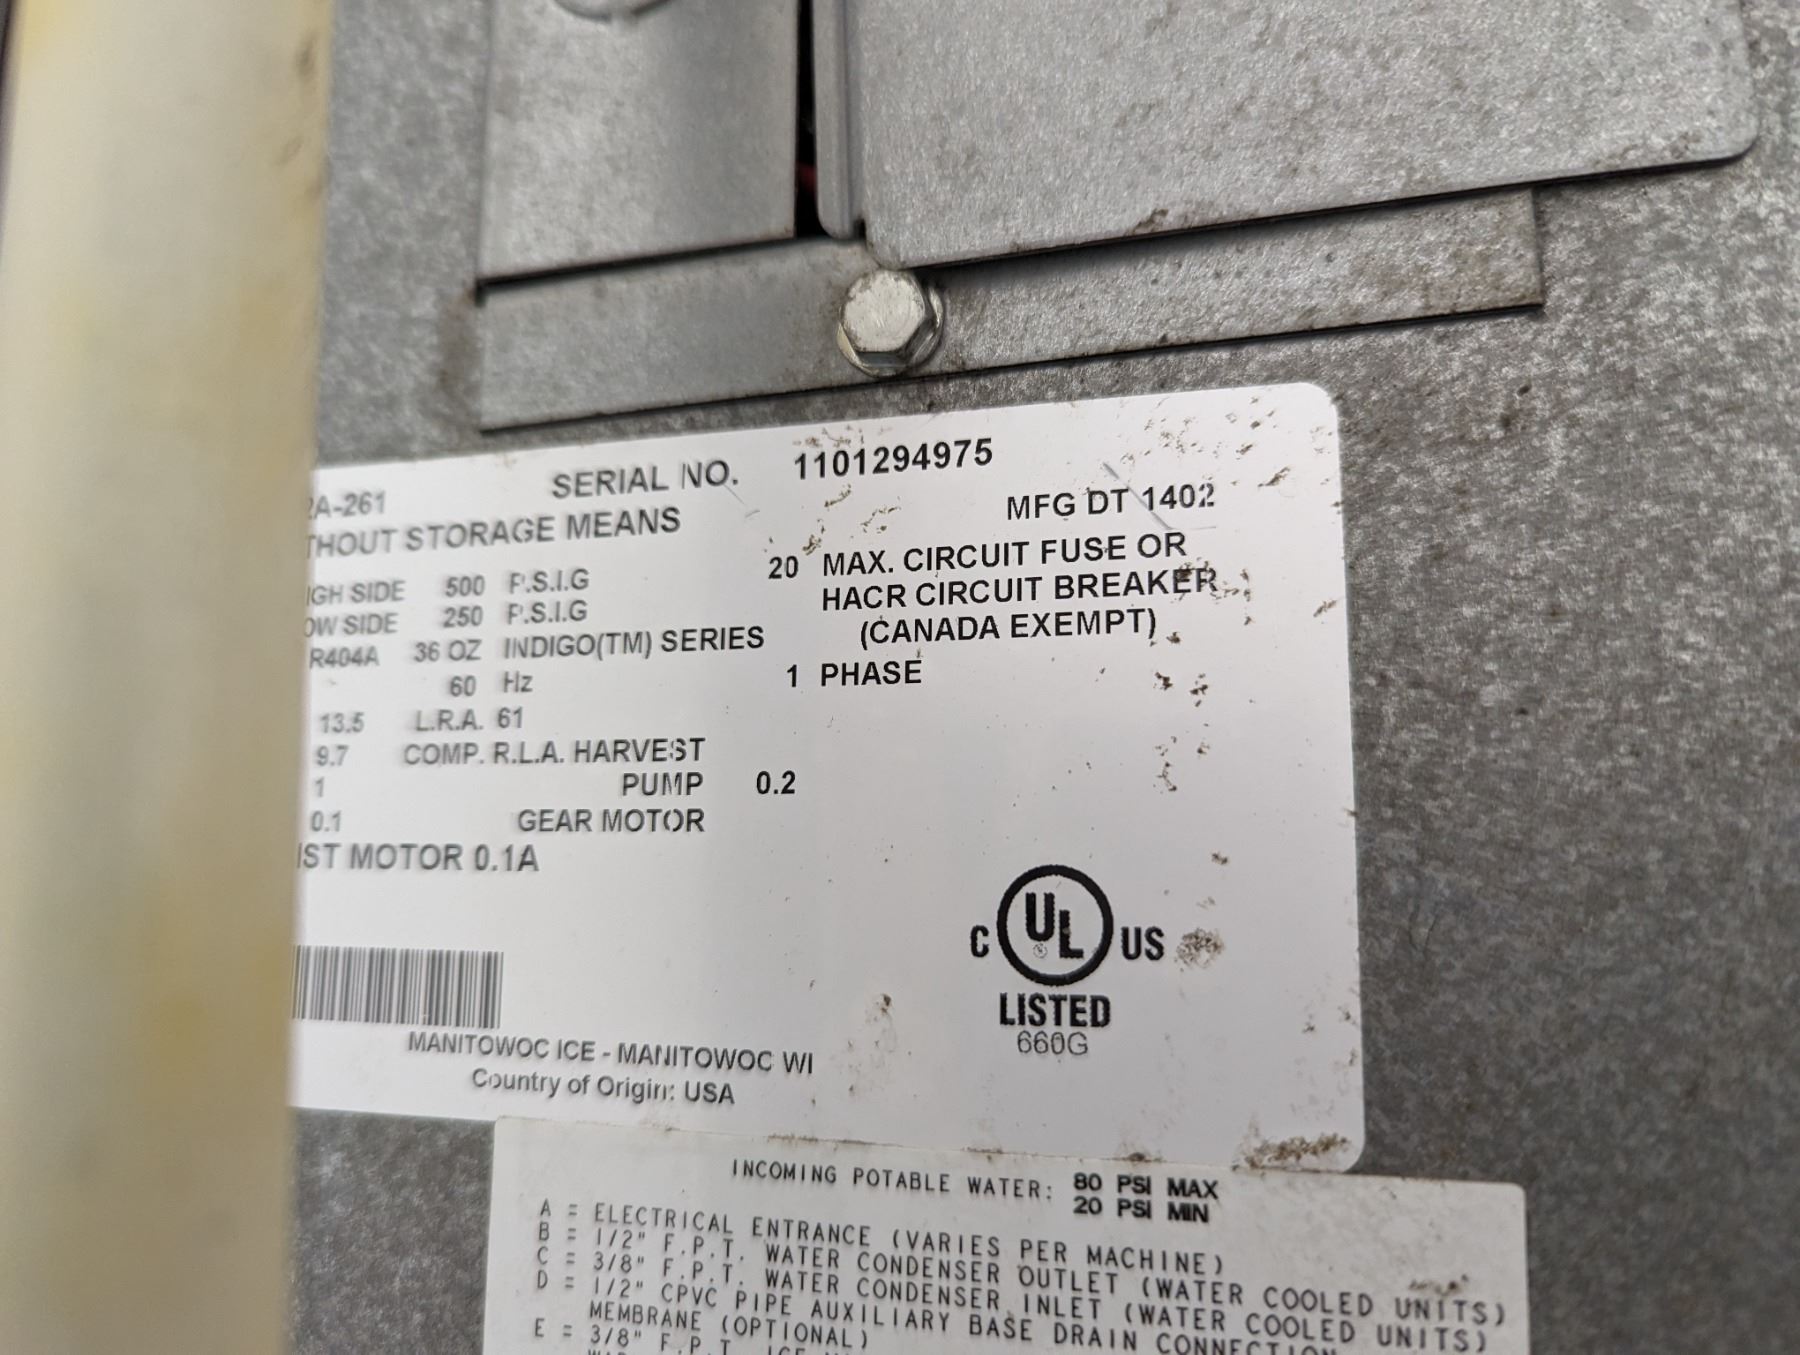 SERIAL NO. 1101294975
2A-261 MFG DT 1402
THOUT STORAGE MEANS
20 MAX. CIRCUIT FUSE OR
HACR CIRCUIT BREAKER
(CANADA EXEMPT)
IGH SIDE 500 P.S.I.G
OW SIDE 250 P.S.I.G
R404A 36 OZ INDIGO(TM) SERIES
60 Hz 1 PHASE
13.5 L.R.A. 61
9.7 COMP. R.L.A. HARVEST
1 PUMP 0.2
0.1 GEAR MOTOR
IST MOTOR 0.1A
C UL US
LISTED
660G
MANITOWOC ICE - MANITOWOC WI
Country of Origin: USA
INCOMING POTABLE WATER: 80 PSI MAX
20 PSI MIN
A = ELECTRICAL ENTRANCE (VARIES PER MACHINE)
B = 1/2" F.P.T. WATER CONDENSER OUTLET (WATER COOLED UNITS)
C = 3/8" F.P.T. WATER CONDENSER INLET (WATER COOLED UNITS)
D = 1/2" CPVC PIPE AUXILIARY BASE DRAIN CONNECTION
MEMBRANE (OPTIONAL)
E = 3/8" F.P.T.